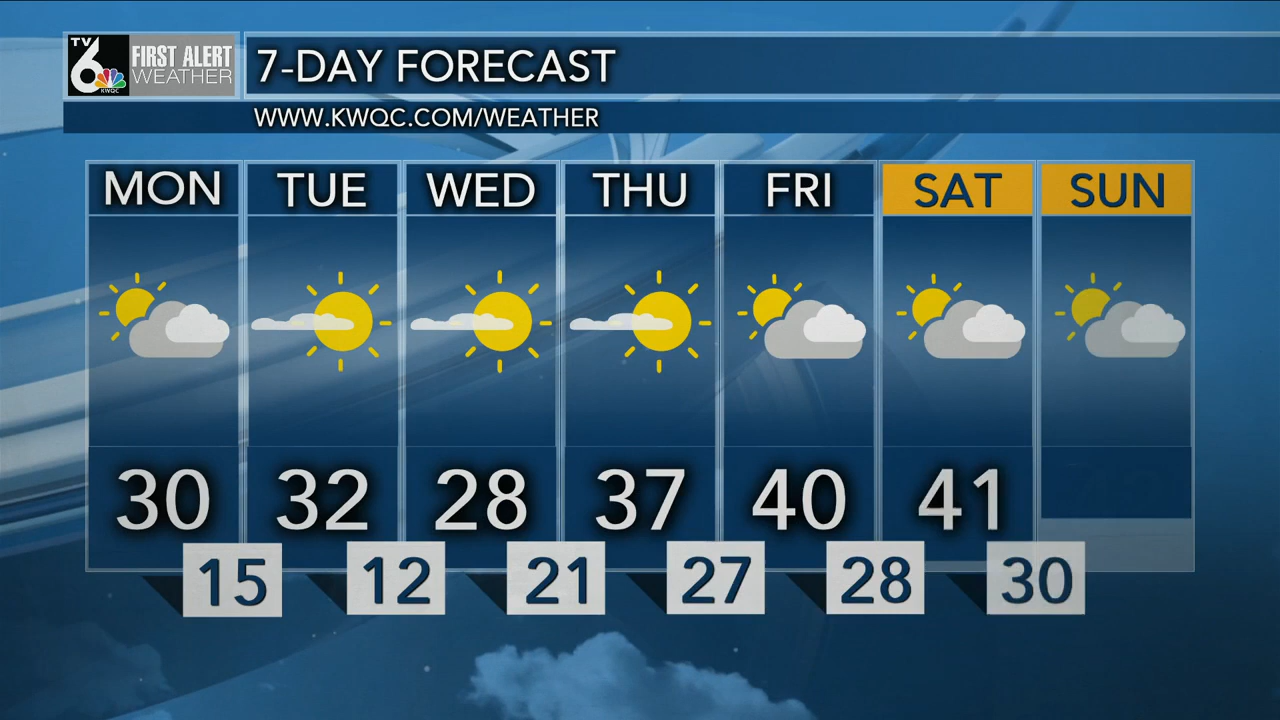 TV
6
KWQC
FIRST ALERT
WEATHER
7-DAY FORECAST
WWW.KWQC.COM/WEATHER
MON TUE WED THU FRI SAT SUN
30 32 28 37 40 41
15 12 21 27 28 30